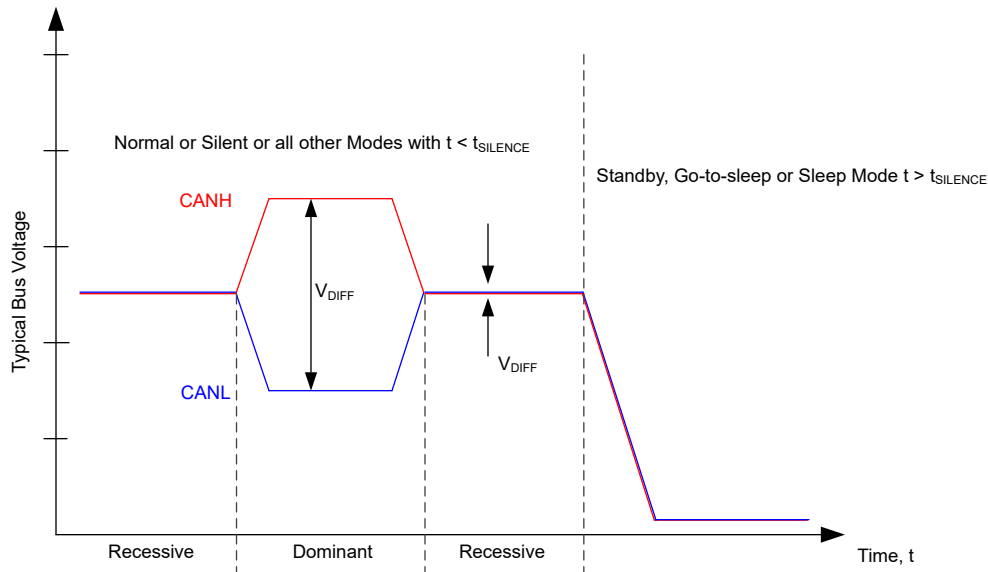 Normal or Silent or all other Modes with t < tSILENCE
Standby, Go-to-sleep or Sleep Mode t > tSILENCE
CANH
Typical Bus Voltage
VDIFF
VDIFF
CANL
Recessive
Dominant
Recessive
Time, t